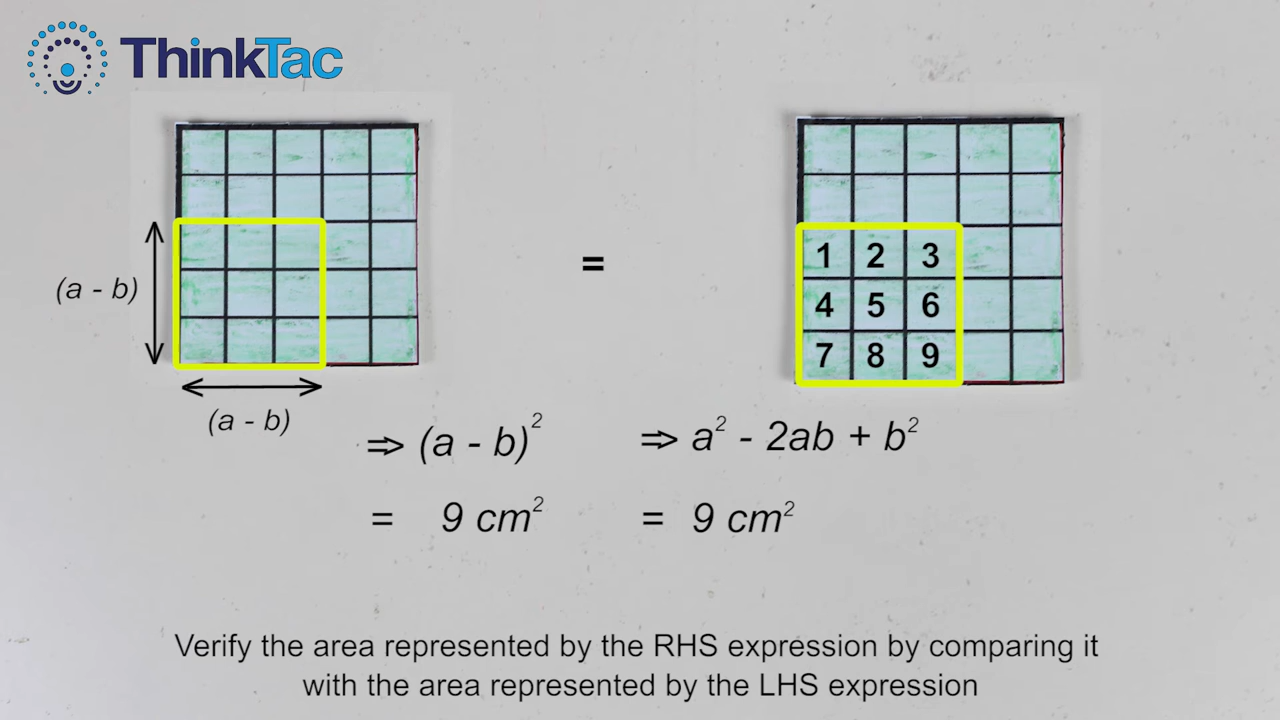 ThinkTac
(a - b)
=
1 2 3
4 5 6
7 8 9
(a - b)
⇒ (a - b)² ⇒ a² - 2ab + b²
= 9 cm² = 9 cm²
Verify the area represented by the RHS expression by comparing it
with the area represented by the LHS expression